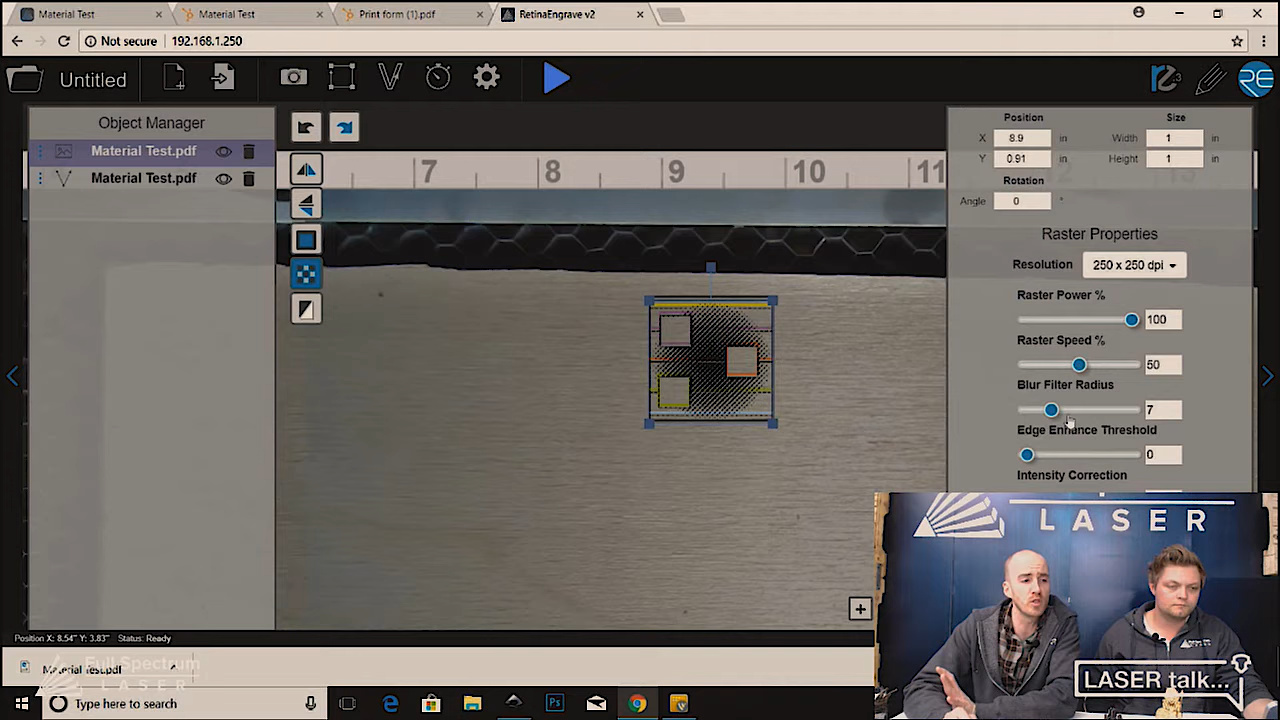 Material Test
Material Test
Print form (1).pdf
RetinaEngrave v2
Not secure
192.168.1.250
Untitled
Object Manager
Material Test.pdf
Material Test.pdf
7
8
9
10
11
Position
Size
X
8.9
in
Width
1
in
Y
0.91
in
Height
1
in
Rotation
Angle
0
°
Raster Properties
Resolution
250 x 250 dpi
Raster Power %
100
Raster Speed %
50
Blur Filter Radius
7
Edge Enhance Threshold
0
Intensity Correction
LASER
LASER talk...
Position X: 8.54" Y: 3.83" Status: Ready
Material Test.pdf
Full Spectrum
LASER
Type here to search